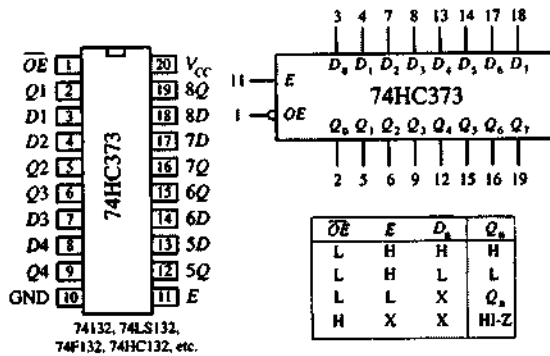 OE 1 20 VCC
Q1 2 19 8Q
D1 3 18 8D
D2 4 17 7D
Q2 5 16 7Q
Q3 6 15 6Q
D3 7 14 6D
D4 8 13 5D
Q4 9 12 5Q
GND 10 11 E
74HC373
74132, 74LS132,
74F132, 74HC132, etc.
3 4 7 8 13 14 17 18
D0 D1 D2 D3 D4 D5 D6 D7
11 E
74HC373
1 OE
Q0 Q1 Q2 Q3 Q4 Q5 Q6 Q7
2 5 6 9 12 15 16 19
OE E Dn Qn
L H H H
L H L L
L L X Qn
H X X HI-Z